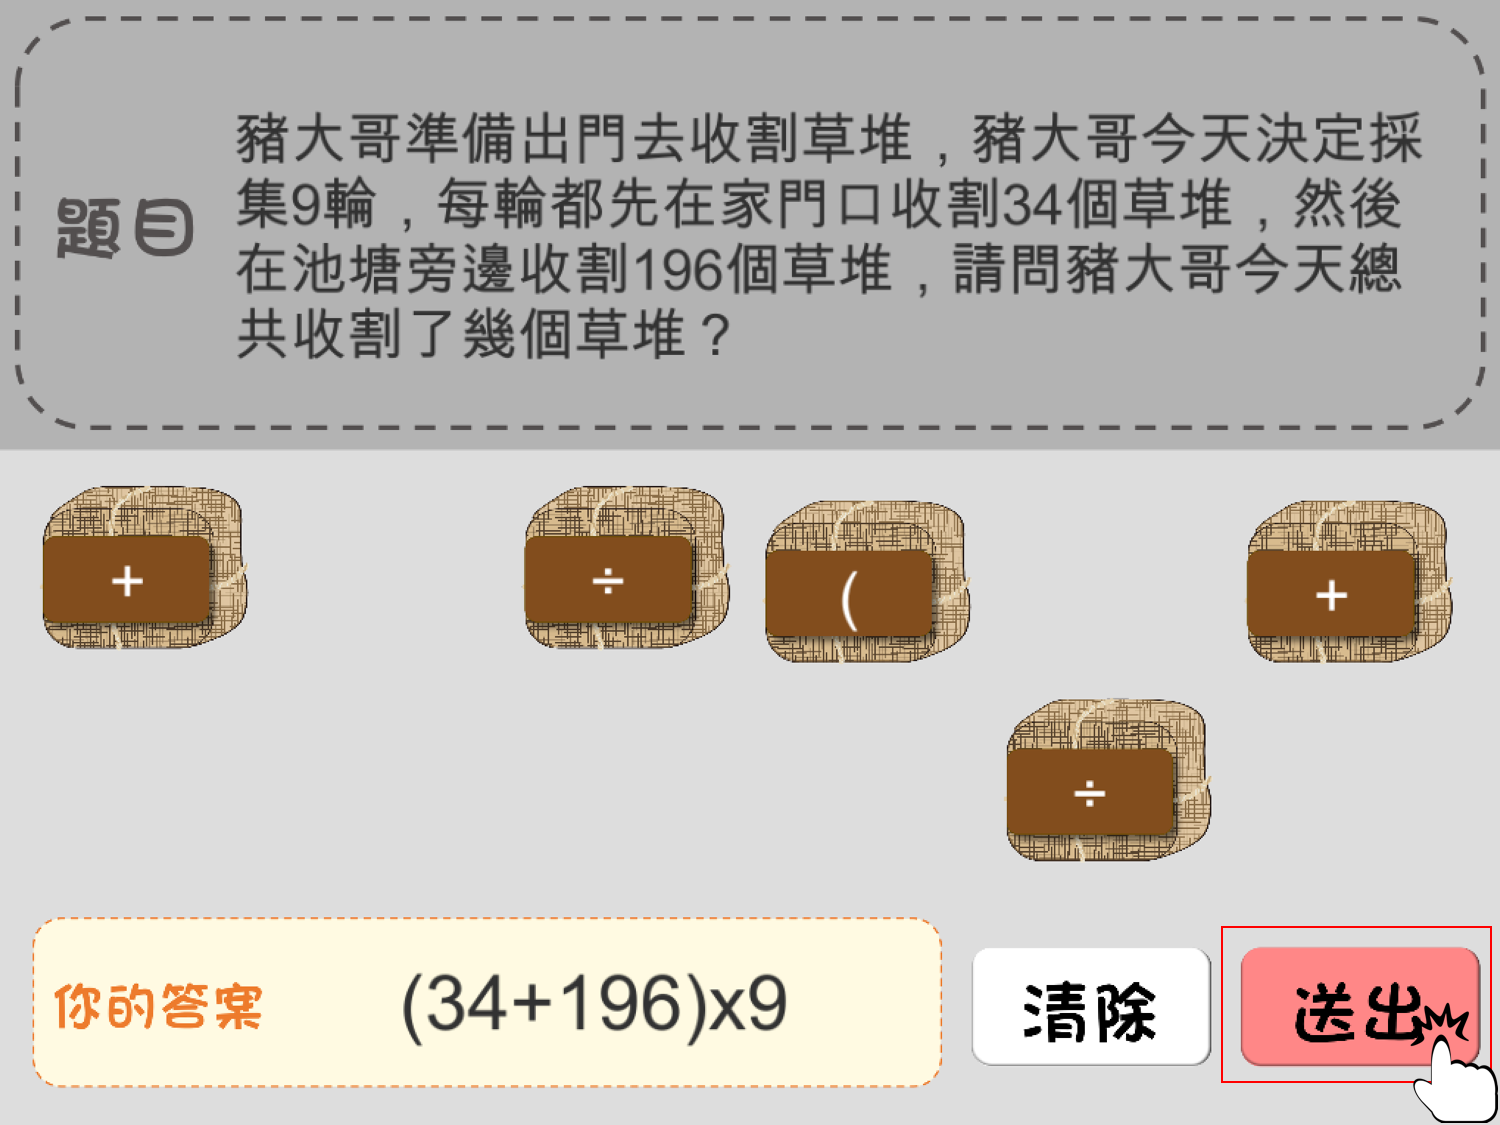 題目
豬大哥準備出門去收割草堆，豬大哥今天決定採
集9輪，每輪都先在家門口收割34個草堆，然後
在池塘旁邊收割196個草堆，請問豬大哥今天總
共收割了幾個草堆？
+
÷
(
+
÷
你的答案
(34+196)x9
清除
送出